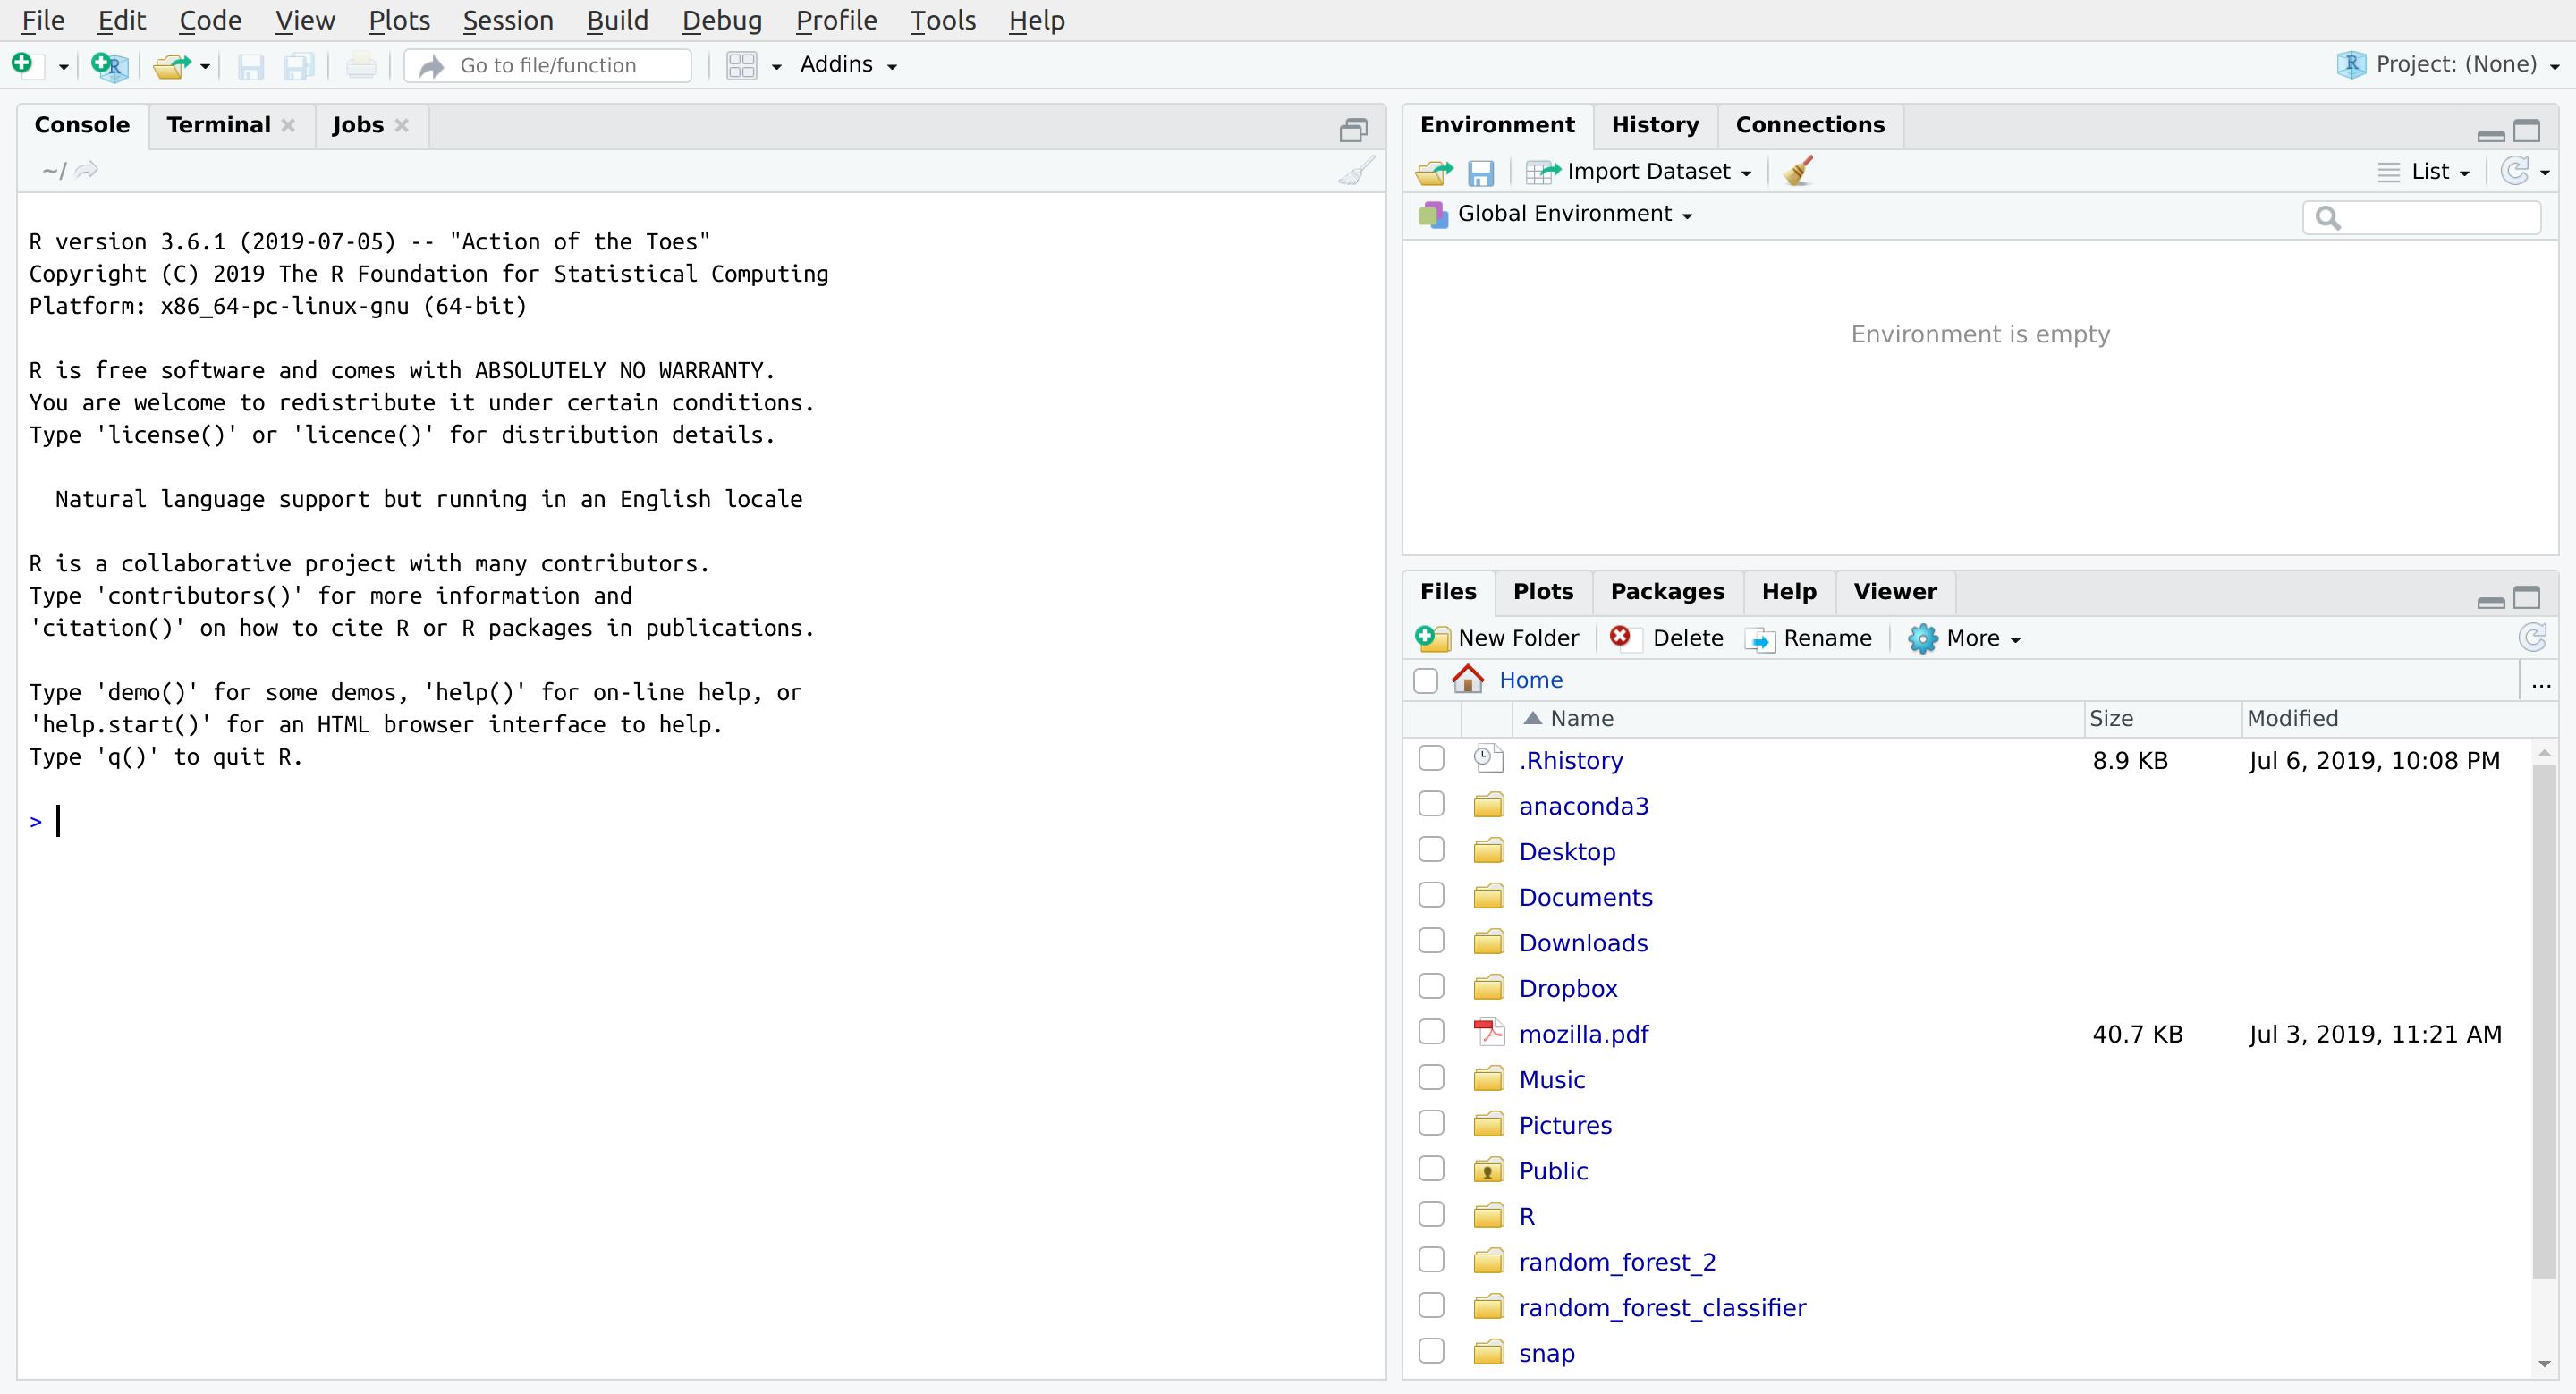 File Edit Code View Plots Session Build Debug Profile Tools Help
Go to file/function Addins Project: (None)
Console Terminal Jobs
~/
R version 3.6.1 (2019-07-05) -- "Action of the Toes"
Copyright (C) 2019 The R Foundation for Statistical Computing
Platform: x86_64-pc-linux-gnu (64-bit)
R is free software and comes with ABSOLUTELY NO WARRANTY.
You are welcome to redistribute it under certain conditions.
Type 'license()' or 'licence()' for distribution details.
Natural language support but running in an English locale
R is a collaborative project with many contributors.
Type 'contributors()' for more information and
'citation()' on how to cite R or R packages in publications.
Type 'demo()' for some demos, 'help()' for on-line help, or
'help.start()' for an HTML browser interface to help.
Type 'q()' to quit R.
>
Environment History Connections
Import Dataset List
Global Environment
Environment is empty
Files Plots Packages Help Viewer
New Folder Delete Rename More
Home ...
Name Size Modified
.Rhistory 8.9 KB Jul 6, 2019, 10:08 PM
anaconda3
Desktop
Documents
Downloads
Dropbox
mozilla.pdf 40.7 KB Jul 3, 2019, 11:21 AM
Music
Pictures
Public
R
random_forest_2
random_forest_classifier
snap